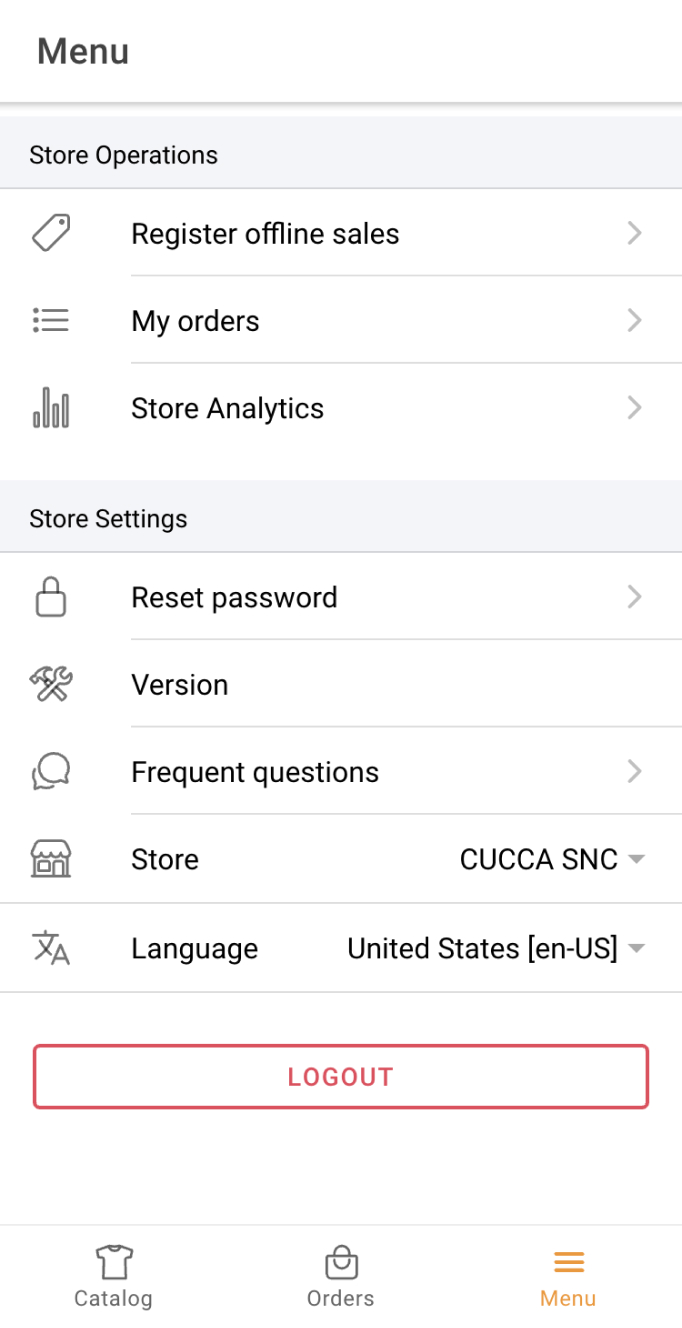 Menu
Store Operations
Register offline sales
My orders
Store Analytics
Store Settings
Reset password
Version
Frequent questions
Store CUCCA SNC
Language United States [en-US]
LOGOUT
Catalog Orders Menu